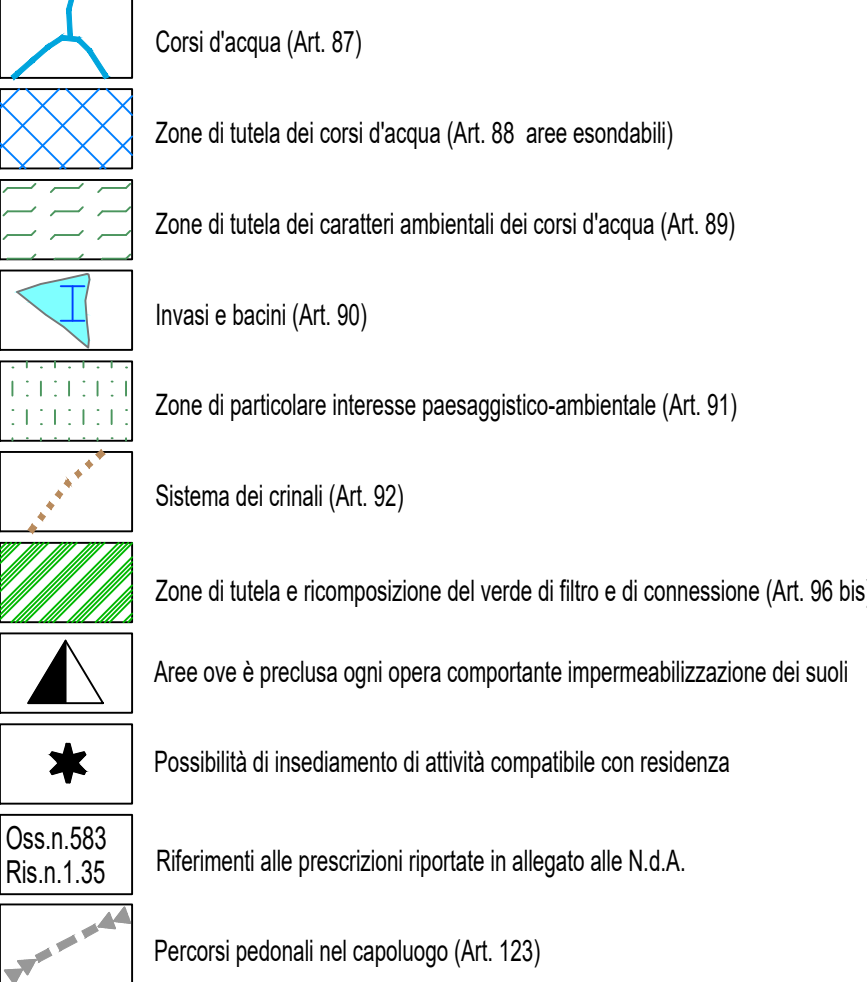 Corsi d'acqua (Art. 87)
Zone di tutela dei corsi d'acqua (Art. 88  aree esondabili)
Zone di tutela dei caratteri ambientali dei corsi d'acqua (Art. 89)
Invasi e bacini (Art. 90)
Zone di particolare interesse paesaggistico-ambientale (Art. 91)
Sistema dei crinali (Art. 92)
Zone di tutela e ricomposizione del verde di filtro e di connessione (Art. 96 bis)
Aree ove è preclusa ogni opera comportante impermeabilizzazione dei suoli
Possibilità di insediamento di attività compatibile con residenza
Oss.n.583
Ris.n.1.35
Riferimenti alle prescrizioni riportate in allegato alle N.d.A.
Percorsi pedonali nel capoluogo (Art. 123)